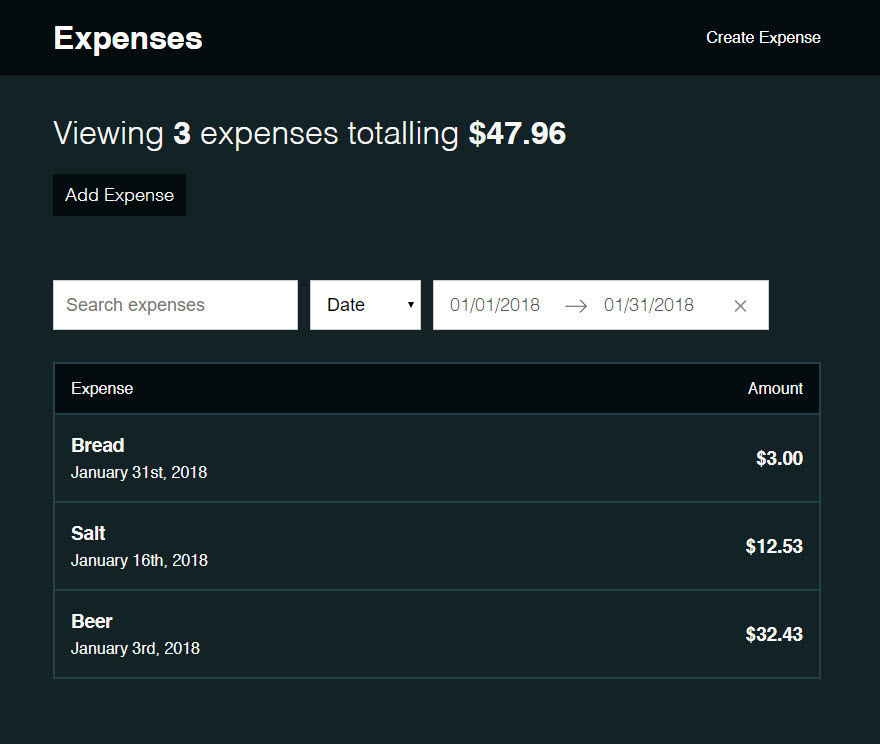 Expenses
Create Expense
Viewing 3 expenses totalling $47.96
Add Expense
Search expenses
Date
01/01/2018
01/31/2018
Expense
Amount
Bread
January 31st, 2018
$3.00
Salt
January 16th, 2018
$12.53
Beer
January 3rd, 2018
$32.43